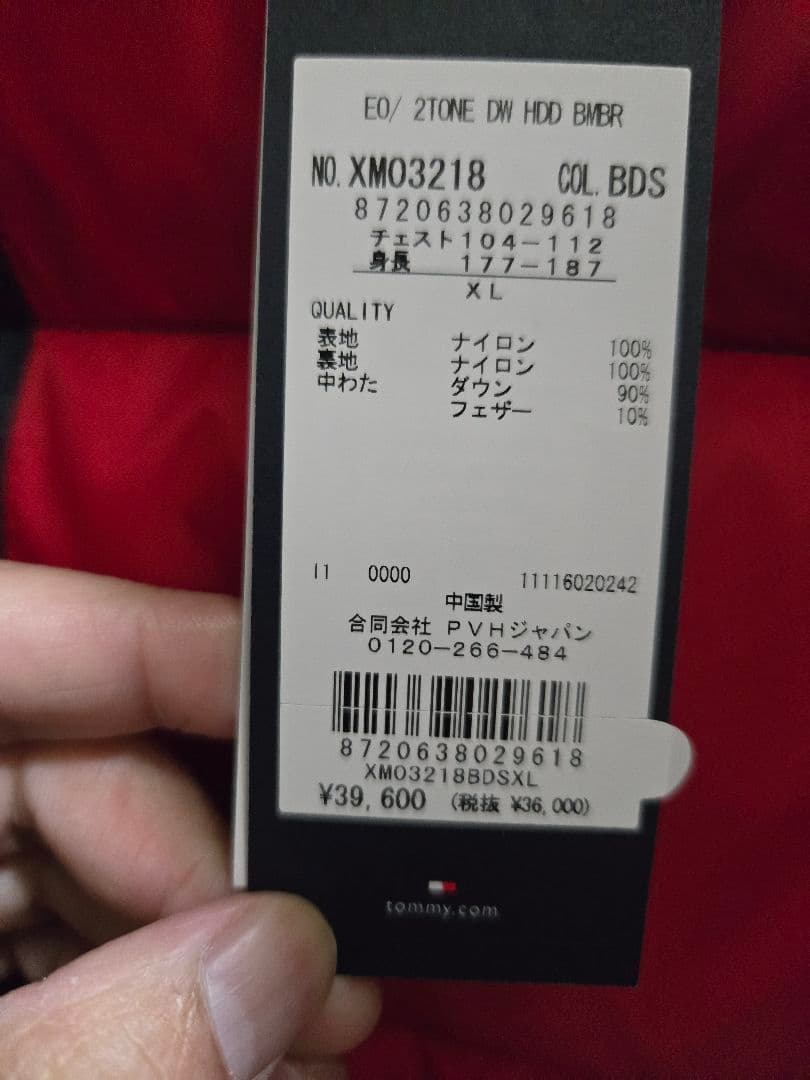 EO/ 2TONE DW HDD BMBR
NO. XM03218 COL. BDS
8720638029618
チェスト104-112
身長 177-187
XL
QUALITY
表地 ナイロン 100%
裏地 ナイロン 100%
中わた ダウン 90%
フェザー 10%
I1 0000 11116020242
中国製
合同会社 PVHジャパン
0120-266-484
8720638029618
XM03218BDSXL
¥39,600 (税抜 ¥36,000)
tommy.com